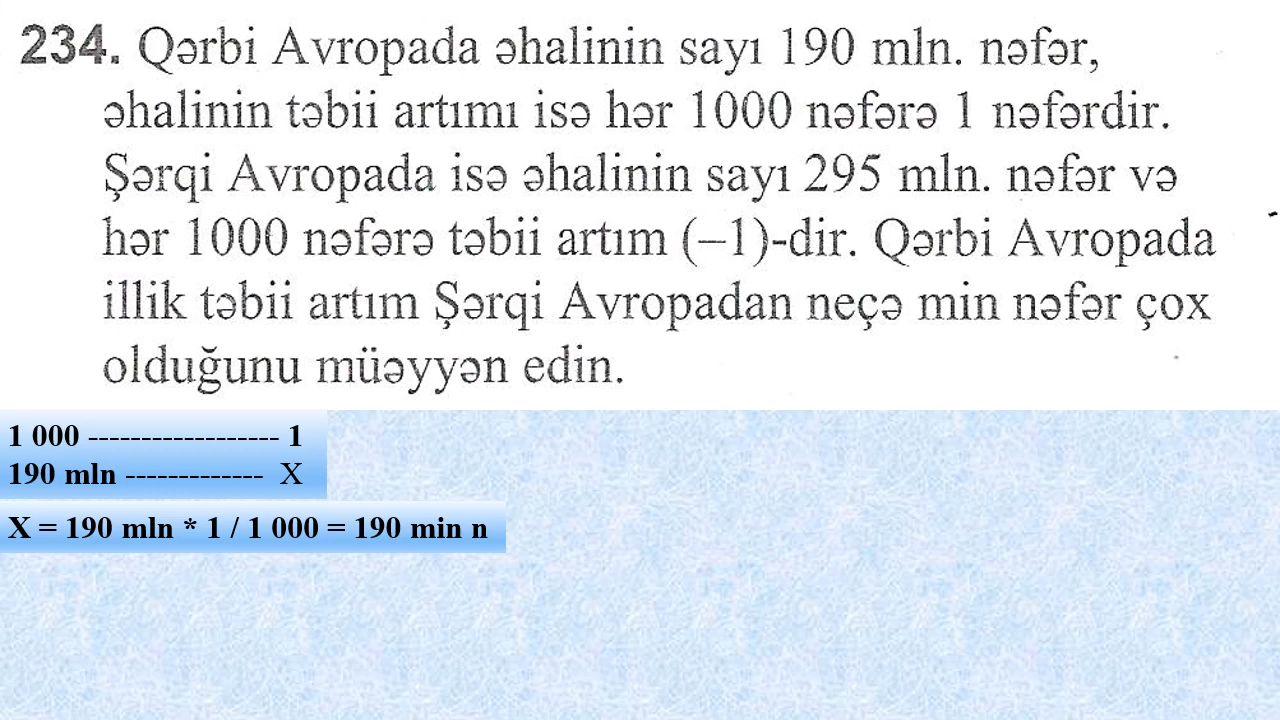 234. Qərbi Avropada əhalinin sayı 190 mln. nəfər,
əhalinin təbii artımı isə hər 1000 nəfərə 1 nəfərdir.
Şərqi Avropada isə əhalinin sayı 295 mln. nəfər və
hər 1000 nəfərə təbii artım (–1)-dir. Qərbi Avropada
illik təbii artım Şərqi Avropadan neçə min nəfər çox
olduğunu müəyyən edin.
1 000 ------------------ 1
190 mln ------------- X
X = 190 mln * 1 / 1 000 = 190 min n